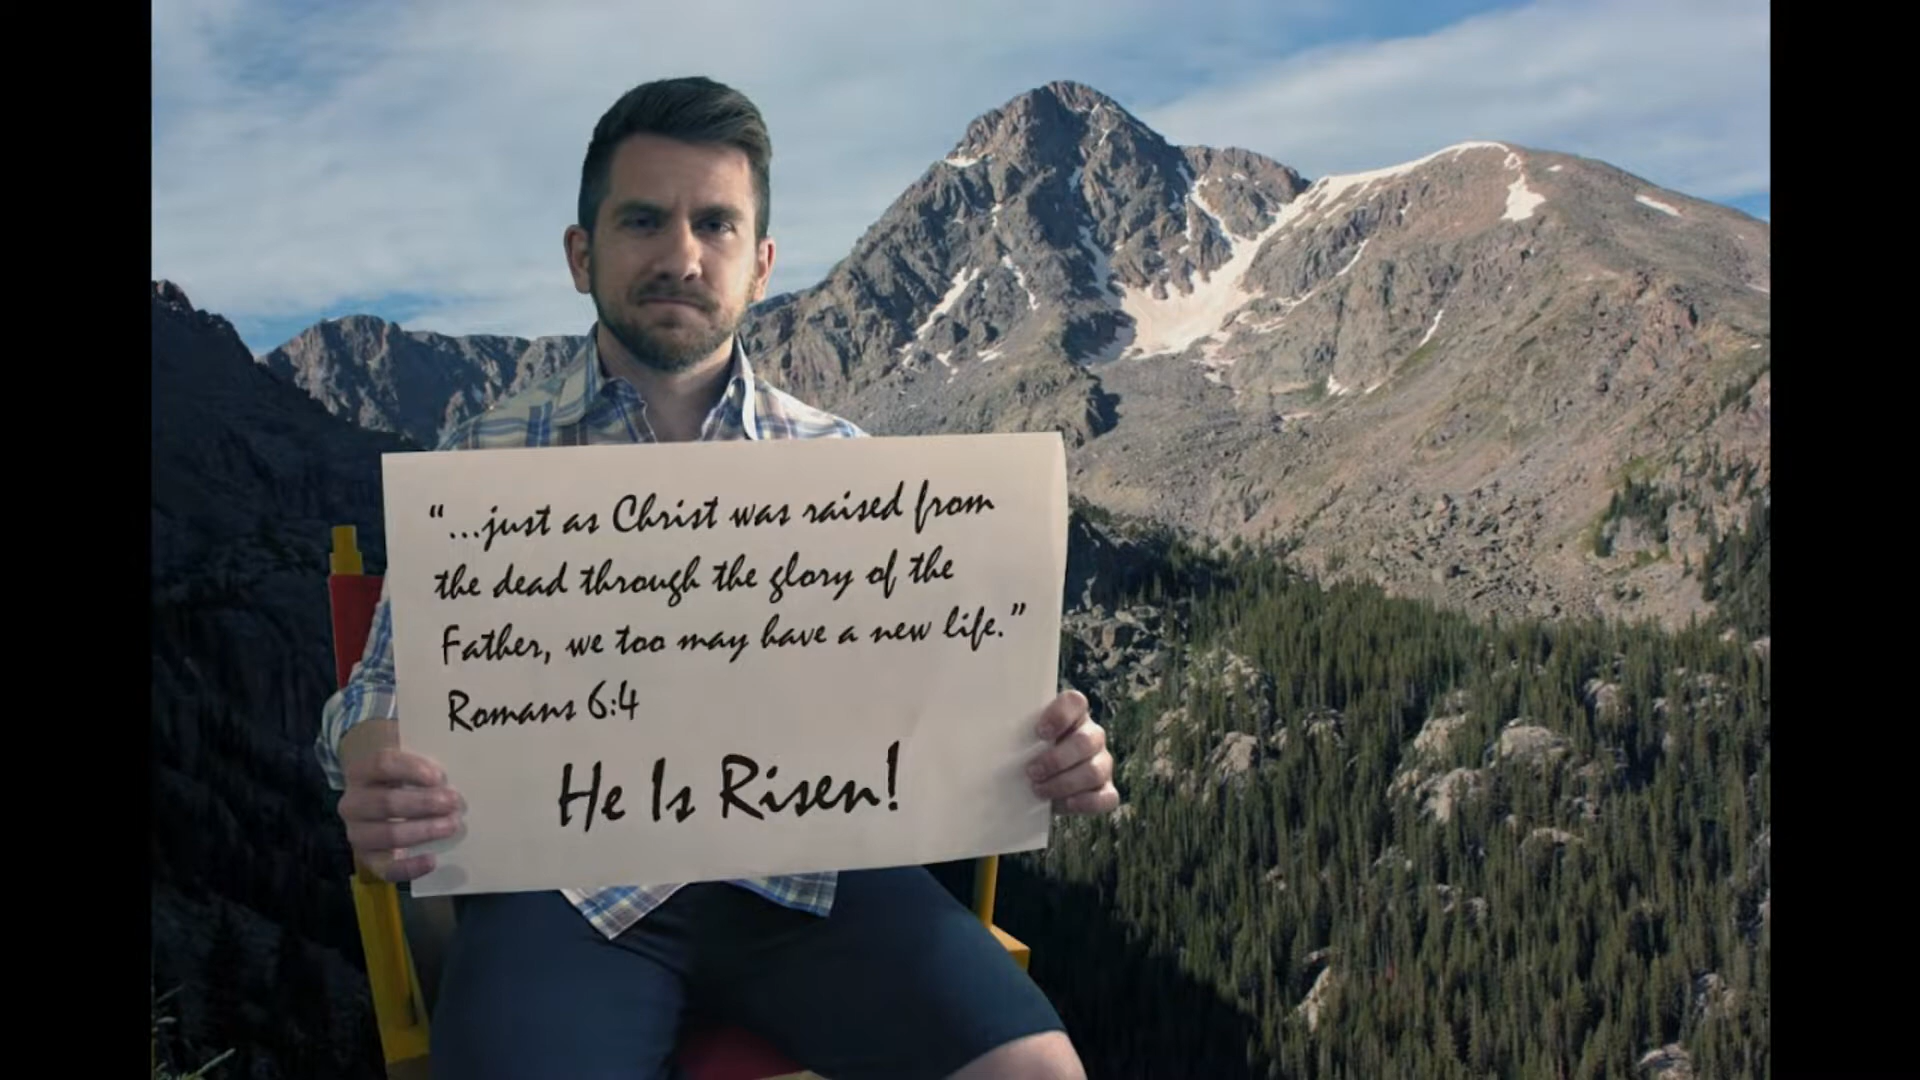 “...just as Christ was raised from
the dead through the glory of the
Father, we too may have a new life.”
Romans 6:4
He Is Risen!